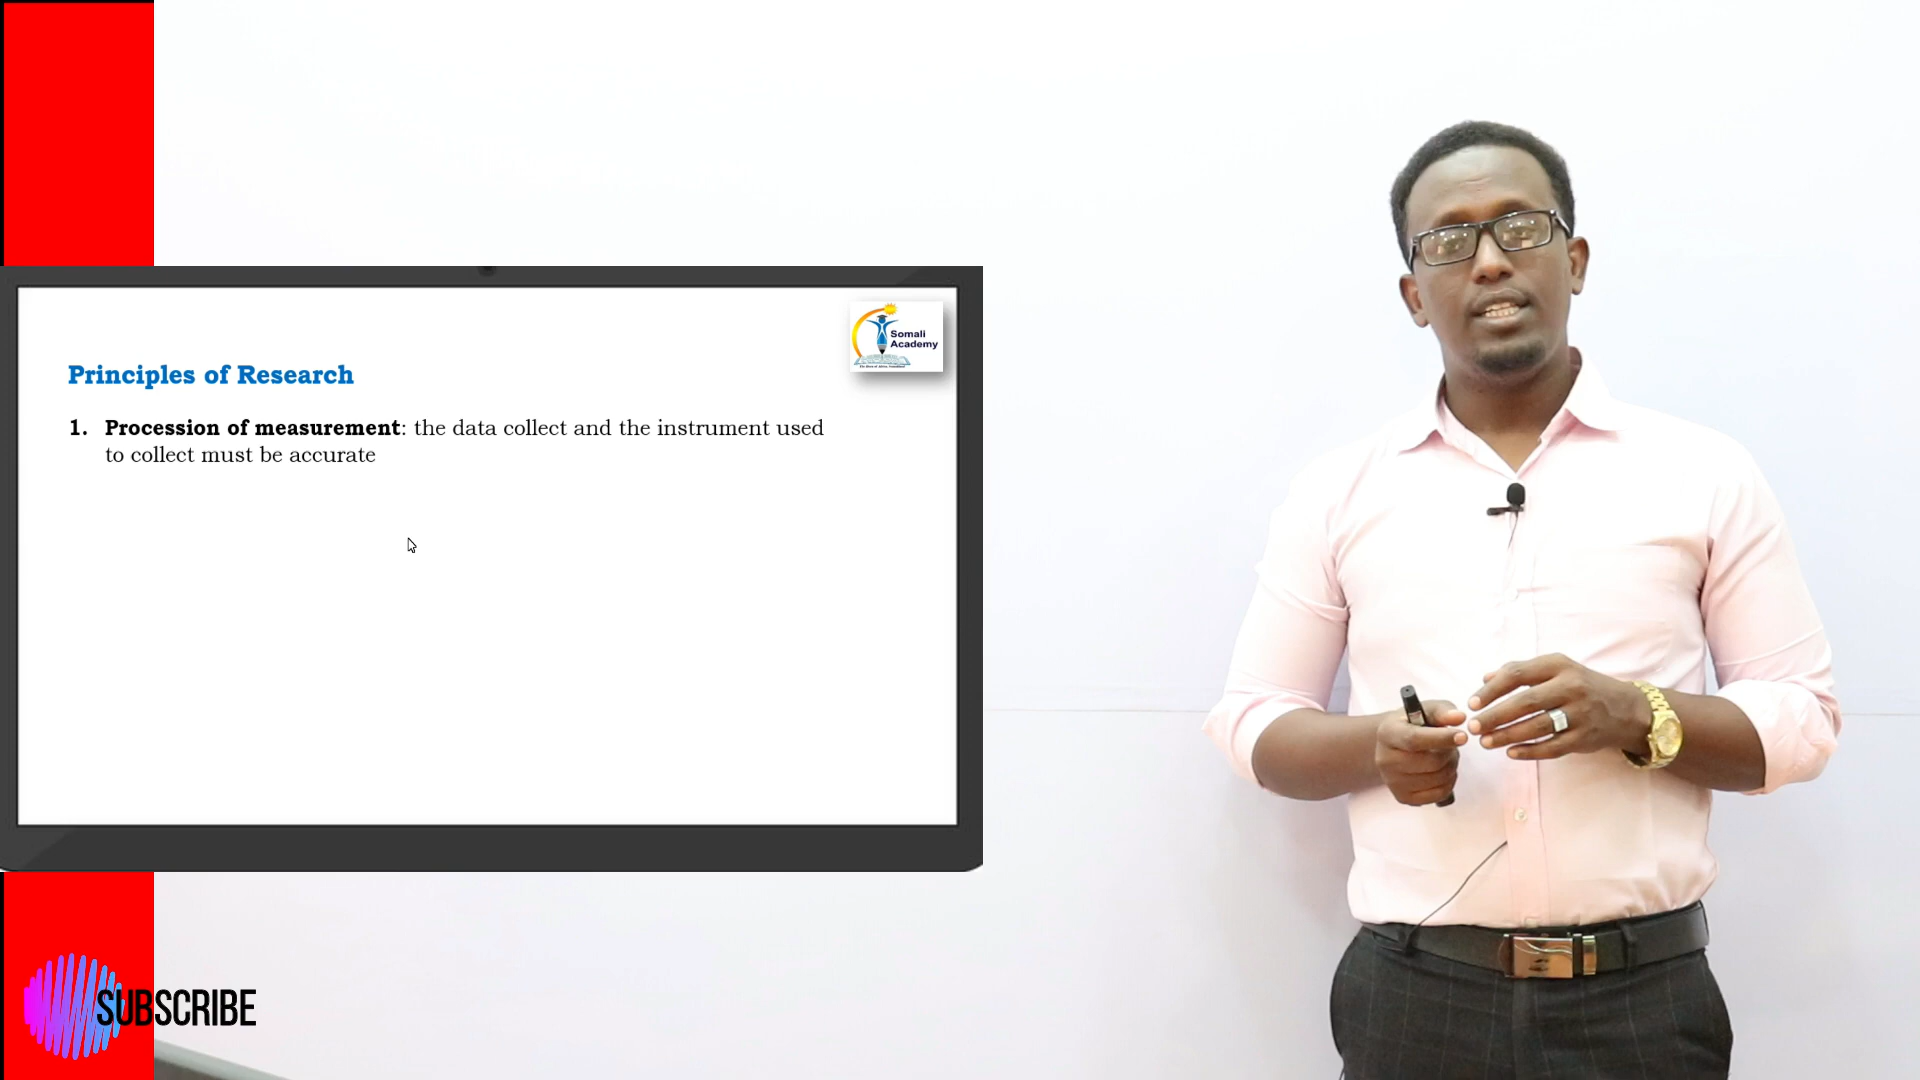 Somali
Academy
Principles of Research
1. Procession of measurement: the data collect and the instrument used
to collect must be accurate
SUBSCRIBE